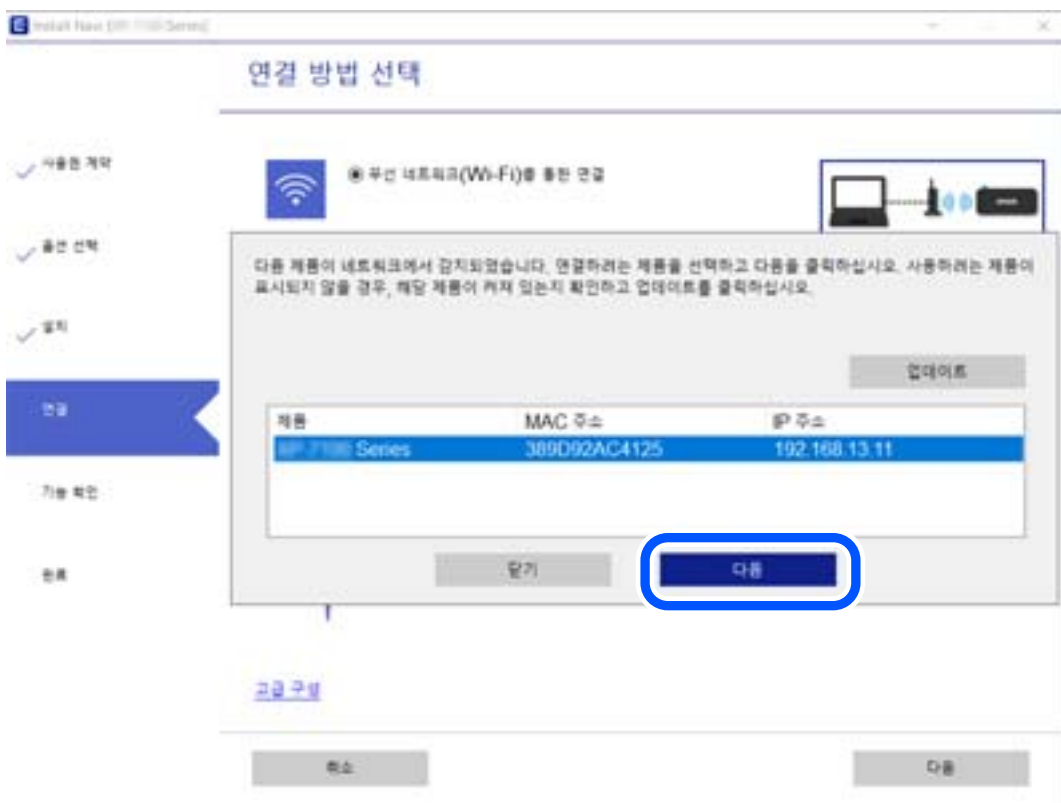 Install Navi [ Series]
연결 방법 선택
사용권 계약
옵션 선택
설치
연결
기능 확인
완료
무선 네트워크(Wi-Fi)를 통한 연결
다음 제품이 네트워크에서 감지되었습니다. 연결하려는 제품을 선택하고 다음을 클릭하십시오. 사용하려는 제품이
표시되지 않을 경우, 해당 제품이 켜져 있는지 확인하고 업데이트를 클릭하십시오.
업데이트
제품 MAC 주소 IP 주소
Series 389D92AC4125 192.168.13.11
닫기 다음
고급 구성
취소 다음